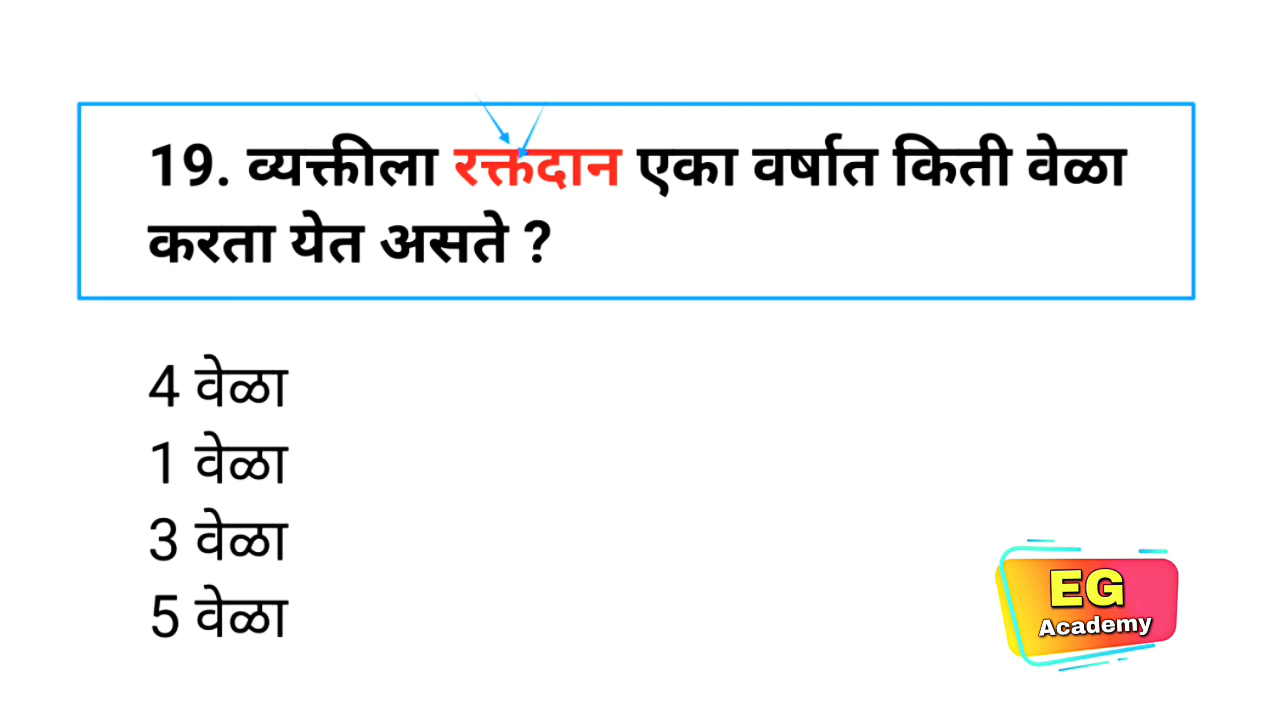 19. व्यक्तीला रक्तदान एका वर्षात किती वेळा
करता येत असते ?
4 वेळा
1 वेळा
3 वेळा
5 वेळा
EG
Academy